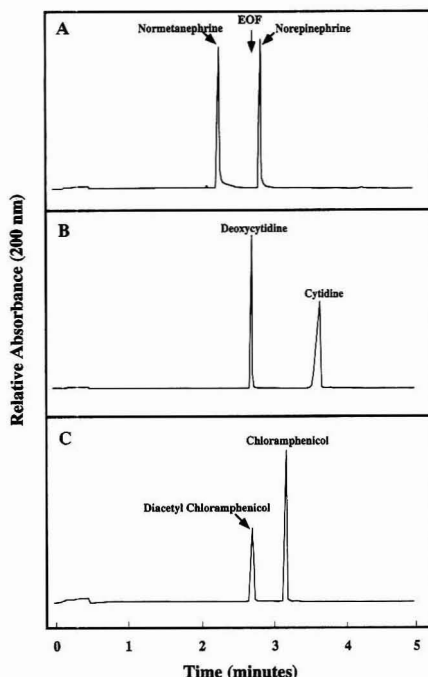 A
EOF
Normetanephrine
Norepinephrine
B
Deoxycytidine
Cytidine
C
Chloramphenicol
Diacetyl Chloramphenicol
Relative Absorbance (200 nm)
0 1 2 3 4 5
Time (minutes)